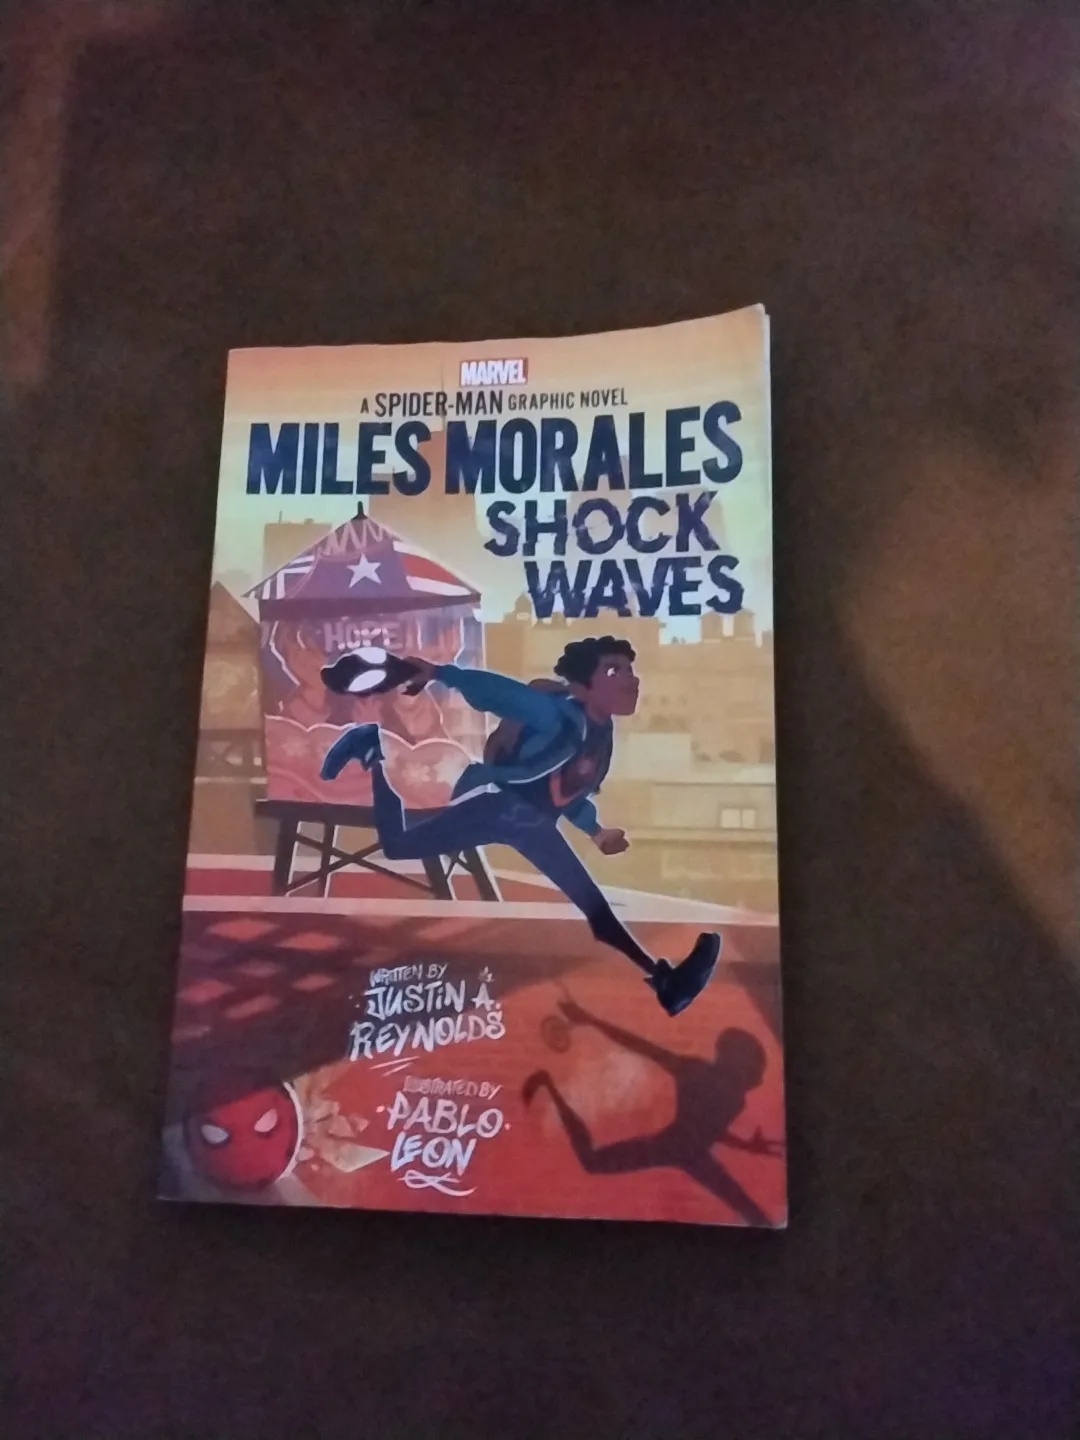 MARVEL
A SPIDER-MAN GRAPHIC NOVEL
MILES MORALES
SHOCK
WAVES
HOPE
WRITTEN BY
JUSTIN A.
REYNOLDS
ILLUSTRATED BY
PABLO
LEON